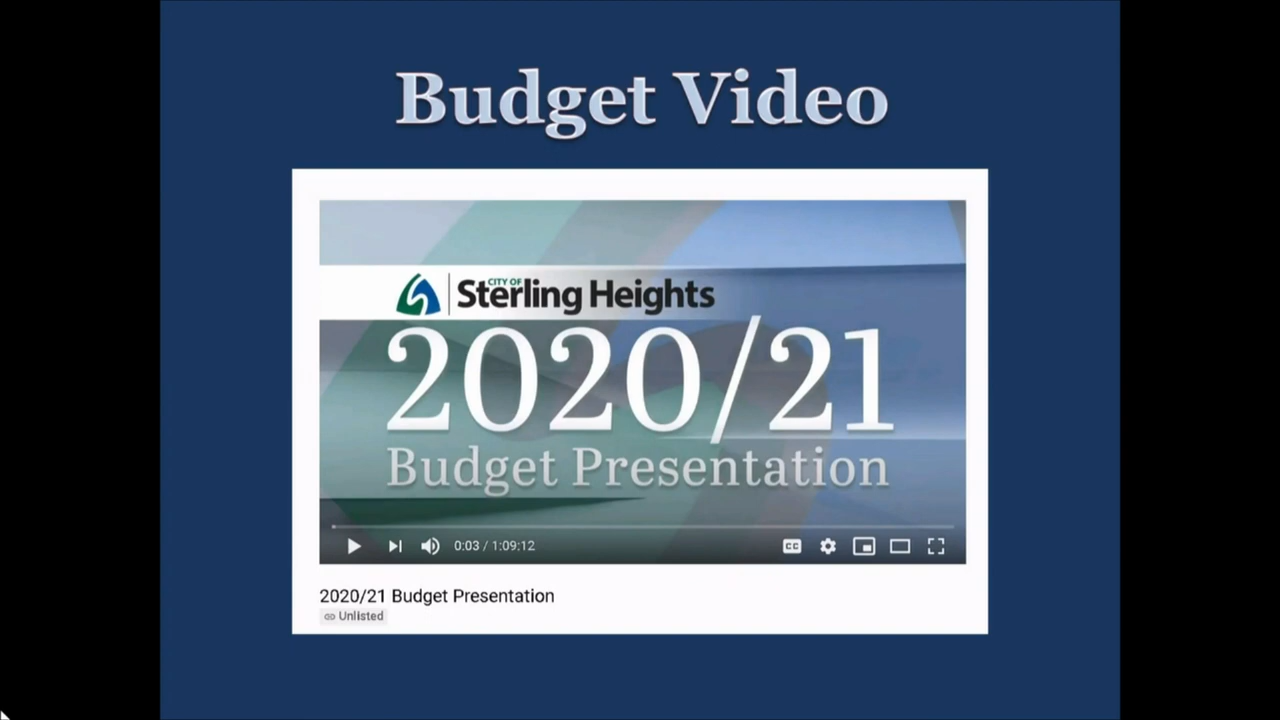 Budget Video
CITY OF
Sterling Heights
2020/21
Budget Presentation
CC
0:03 / 1:09:12
2020/21 Budget Presentation
Unlisted